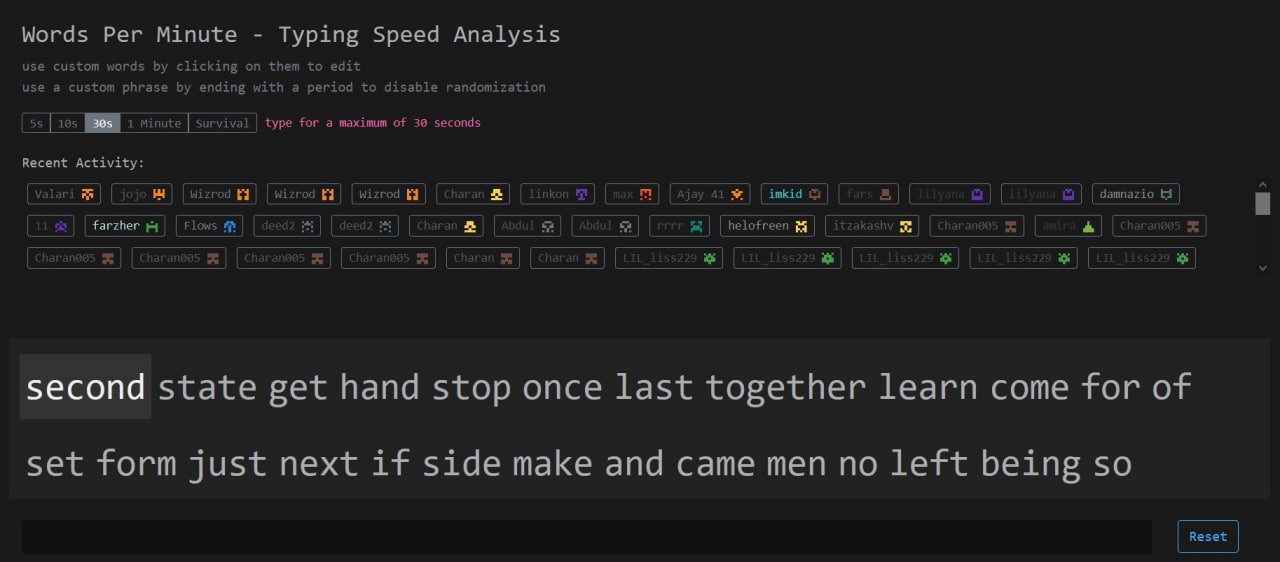 Words Per Minute - Typing Speed Analysis
use custom words by clicking on them to edit
use a custom phrase by ending with a period to disable randomization
5s 10s 30s 1 Minute Survival type for a maximum of 30 seconds
Recent Activity:
Valari jojo Wizrod Wizrod Wizrod Charan linkon max Ajay 41 imkid fars lilyana lilyana damnazio
11 farzher Flows deed2 deed2 Charan Abdul Abdul rrrr helofreen itzakashv Charan005 amira Charan005
Charan005 Charan005 Charan005 Charan005 Charan Charan LIL_liss229 LIL_liss229 LIL_liss229 LIL_liss229 LIL_liss229
second state get hand stop once last together learn come for of
set form just next if side make and came men no left being so
Reset